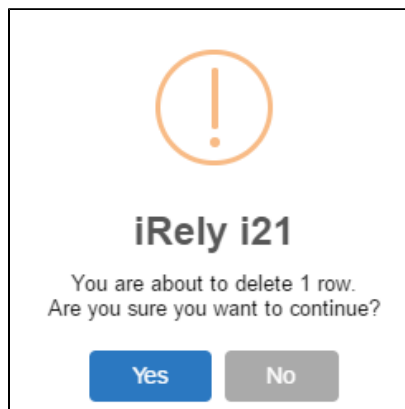 iRely i21
You are about to delete 1 row.
Are you sure you want to continue?
Yes No